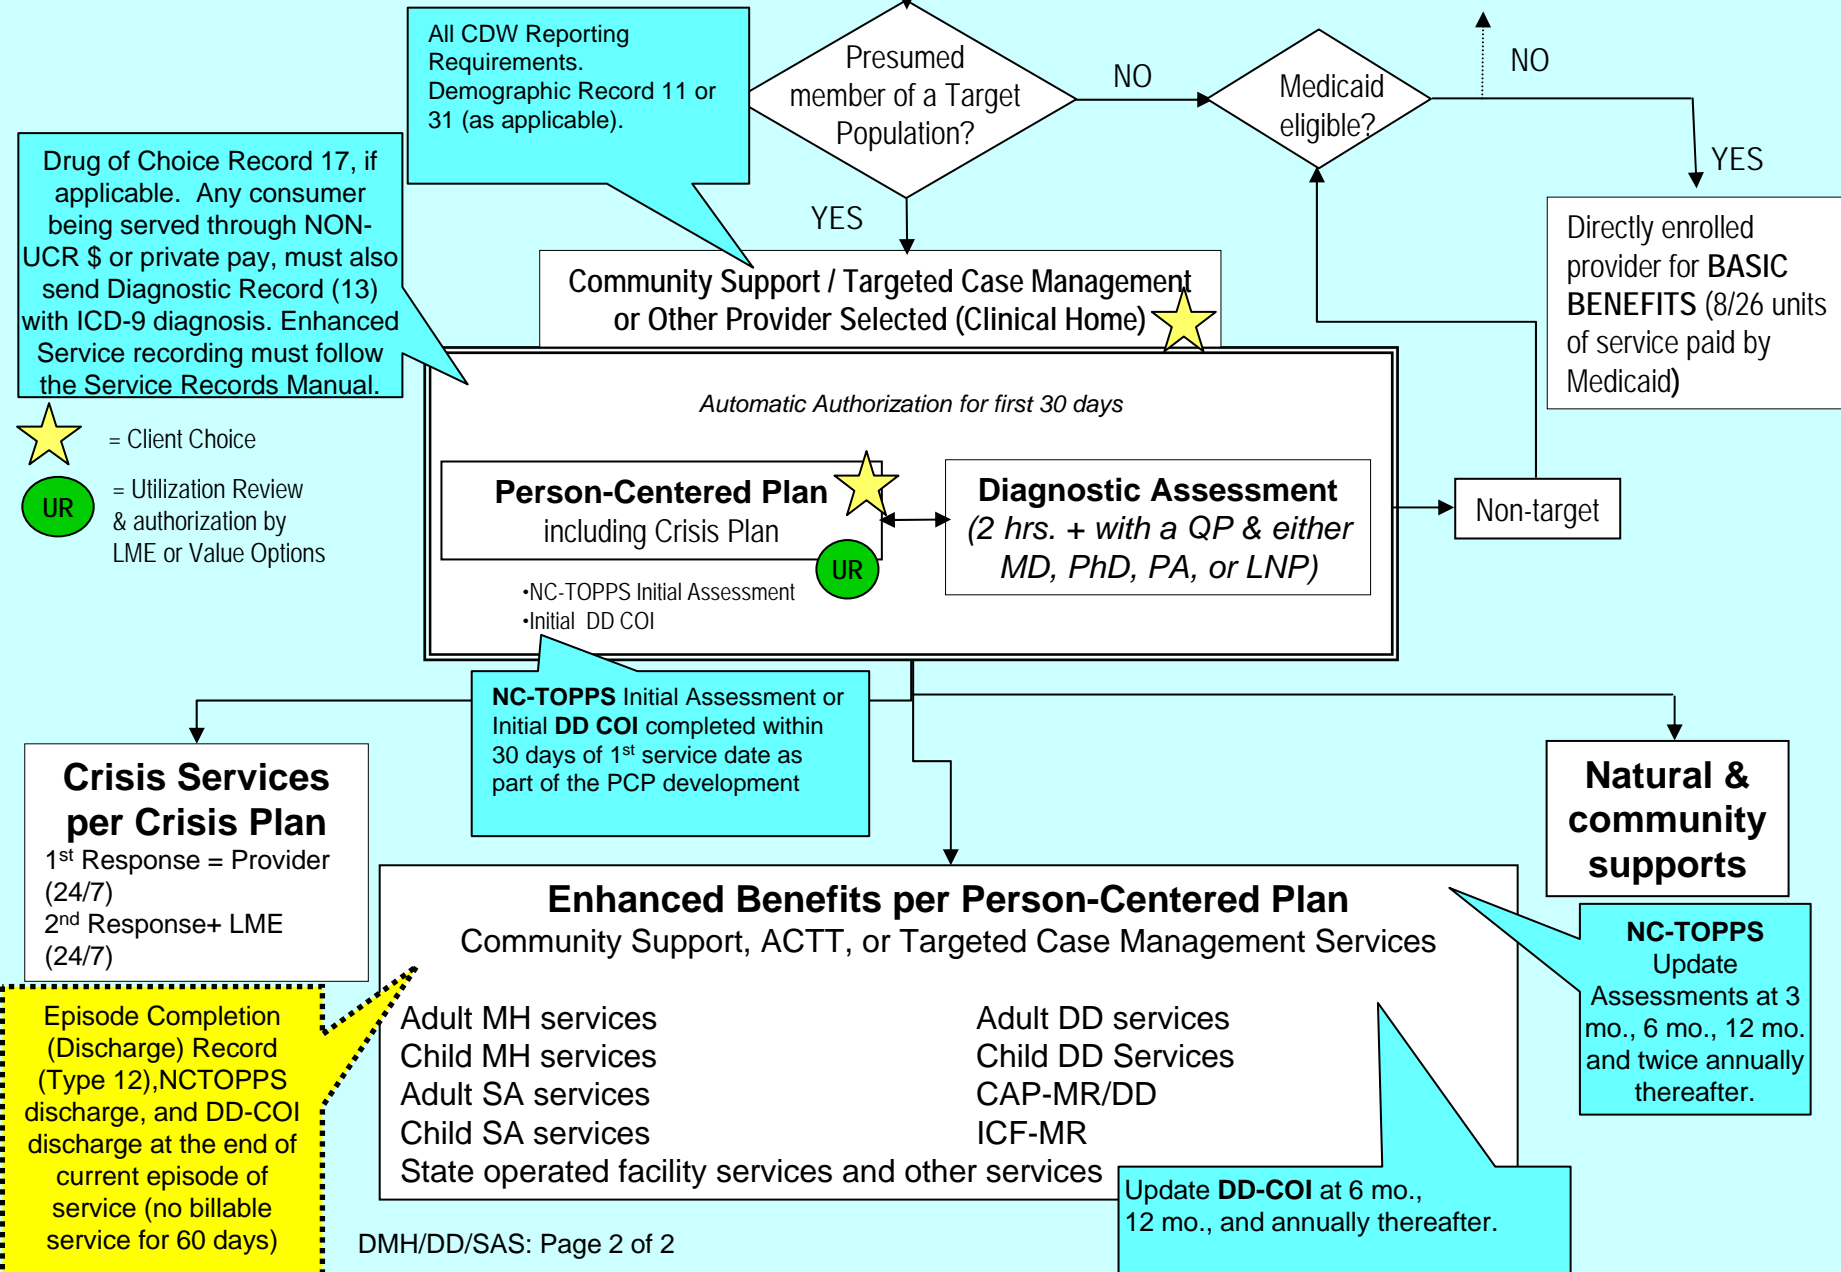 All CDW Reporting
Requirements.
Demographic Record 11 or
31 (as applicable).
Presumed
member of a Target
Population?
NO
Medicaid
eligible?
NO
YES
YES
Drug of Choice Record 17, if
applicable.  Any consumer
being served through NON-
UCR $ or private pay, must also
send Diagnostic Record (13)
with ICD-9 diagnosis. Enhanced
Service recording must follow
the Service Records Manual.
Directly enrolled
provider for BASIC
BENEFITS (8/26 units
of service paid by
Medicaid)
Community Support / Targeted Case Management
or Other Provider Selected (Clinical Home)
= Client Choice
UR
= Utilization Review
& authorization by
LME or Value Options
Automatic Authorization for first 30 days
Person-Centered Plan
including Crisis Plan
UR
Diagnostic Assessment
(2 hrs. + with a QP & either
MD, PhD, PA, or LNP)
Non-target
•NC-TOPPS Initial Assessment
•Initial  DD COI
NC-TOPPS Initial Assessment or
Initial DD COI completed within
30 days of 1st service date as
part of the PCP development
Crisis Services
per Crisis Plan
1st Response = Provider
(24/7)
2nd Response+ LME
(24/7)
Natural &
community
supports
Enhanced Benefits per Person-Centered Plan
Community Support, ACTT, or Targeted Case Management Services
Adult MH services
Child MH services
Adult SA services
Child SA services
State operated facility services and other services
Adult DD services
Child DD Services
CAP-MR/DD
ICF-MR
NC-TOPPS
Update
Assessments at 3
mo., 6 mo., 12 mo.
and twice annually
thereafter.
Episode Completion
(Discharge) Record
(Type 12),NCTOPPS
discharge, and DD-COI
discharge at the end of
current episode of
service (no billable
service for 60 days)
Update DD-COI at 6 mo.,
12 mo., and annually thereafter.
DMH/DD/SAS: Page 2 of 2